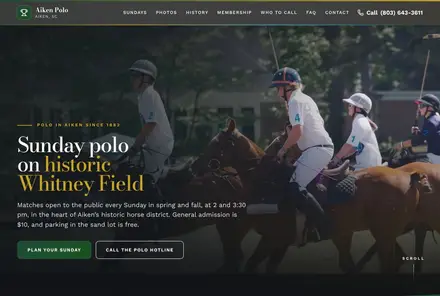 Aiken Polo
AIKEN, SC
SUNDAYS PHOTOS HISTORY MEMBERSHIP WHO TO CALL FAQ CONTACT Call (803) 643-3611
POLO IN AIKEN SINCE 1882
Sunday polo
on historic
Whitney Field
Matches open to the public every Sunday in spring and fall, at 2 and 3:30
pm, in the heart of Aiken's historic horse district. General admission is
$10, and parking in the sand lot is free.
PLAN YOUR SUNDAY CALL THE POLO HOTLINE
SCROLL